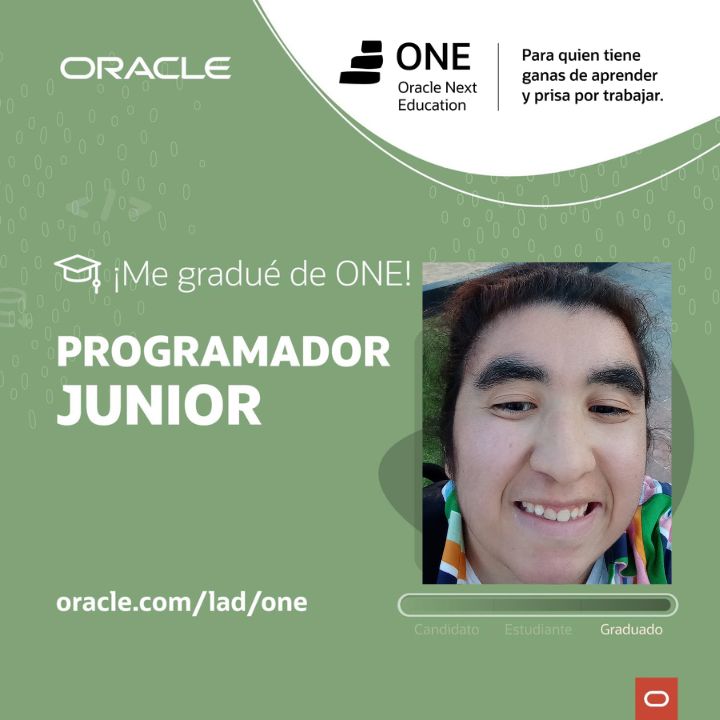 ORACLE
ONE
Oracle Next
Education
Para quien tiene
ganas de aprender
y prisa por trabajar.
</>
¡Me gradué de ONE!
PROGRAMADOR
JUNIOR
oracle.com/lad/one
Candidato
Estudiante
Graduado